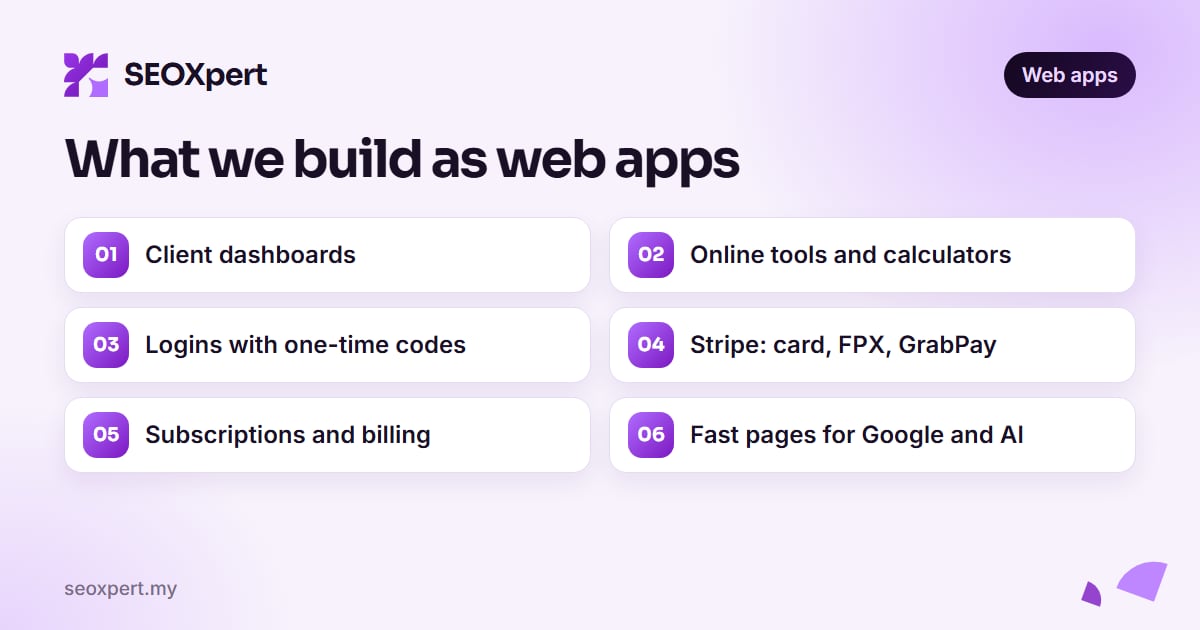 SEOXpert
Web apps
What we build as web apps
01 Client dashboards
02 Online tools and calculators
03 Logins with one-time codes
04 Stripe: card, FPX, GrabPay
05 Subscriptions and billing
06 Fast pages for Google and AI
seoxpert.my